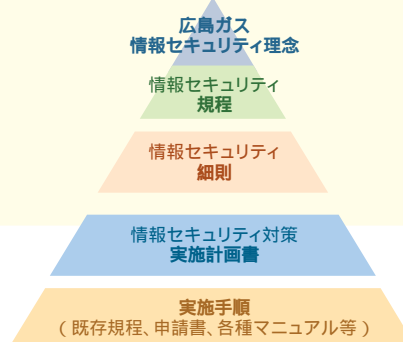 広島ガス
情報セキュリティ理念
情報セキュリティ
規程
情報セキュリティ
細則
情報セキュリティ対策
実施計画書
実施手順
（既存規程、申請書、各種マニュアル等）